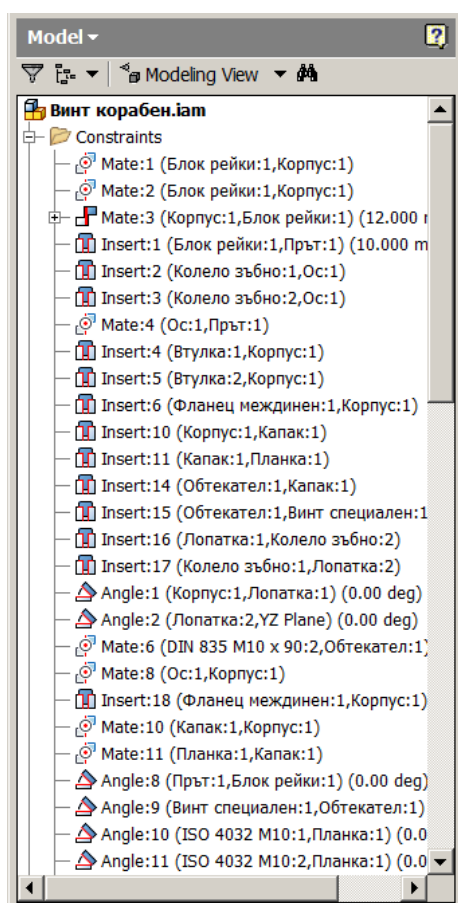 Model
Modeling View
Винт корабен.iam
Constraints
Mate:1 (Блок рейки:1,Корпус:1)
Mate:2 (Блок рейки:1,Корпус:1)
Mate:3 (Корпус:1,Блок рейки:1) (12.000 m
Insert:1 (Блок рейки:1,Прът:1) (10.000 m
Insert:2 (Колело зъбно:1,Ос:1)
Insert:3 (Колело зъбно:2,Ос:1)
Mate:4 (Ос:1,Прът:1)
Insert:4 (Втулка:1,Корпус:1)
Insert:5 (Втулка:2,Корпус:1)
Insert:6 (Фланец междинен:1,Корпус:1)
Insert:10 (Корпус:1,Капак:1)
Insert:11 (Капак:1,Планка:1)
Insert:14 (Обтекател:1,Капак:1)
Insert:15 (Обтекател:1,Винт специален:1
Insert:16 (Лопатка:1,Колело зъбно:2)
Insert:17 (Колело зъбно:1,Лопатка:2)
Angle:1 (Корпус:1,Лопатка:1) (0.00 deg)
Angle:2 (Лопатка:2,YZ Plane) (0.00 deg)
Mate:6 (DIN 835 M10 x 90:2,Обтекател:1)
Mate:8 (Ос:1,Корпус:1)
Insert:18 (Фланец междинен:1,Корпус:1)
Mate:10 (Капак:1,Корпус:1)
Mate:11 (Планка:1,Капак:1)
Angle:8 (Прът:1,Блок рейки:1) (0.00 deg)
Angle:9 (Винт специален:1,Обтекател:1)
Angle:10 (ISO 4032 M10:1,Планка:1) (0.0
Angle:11 (ISO 4032 M10:2,Планка:1) (0.0